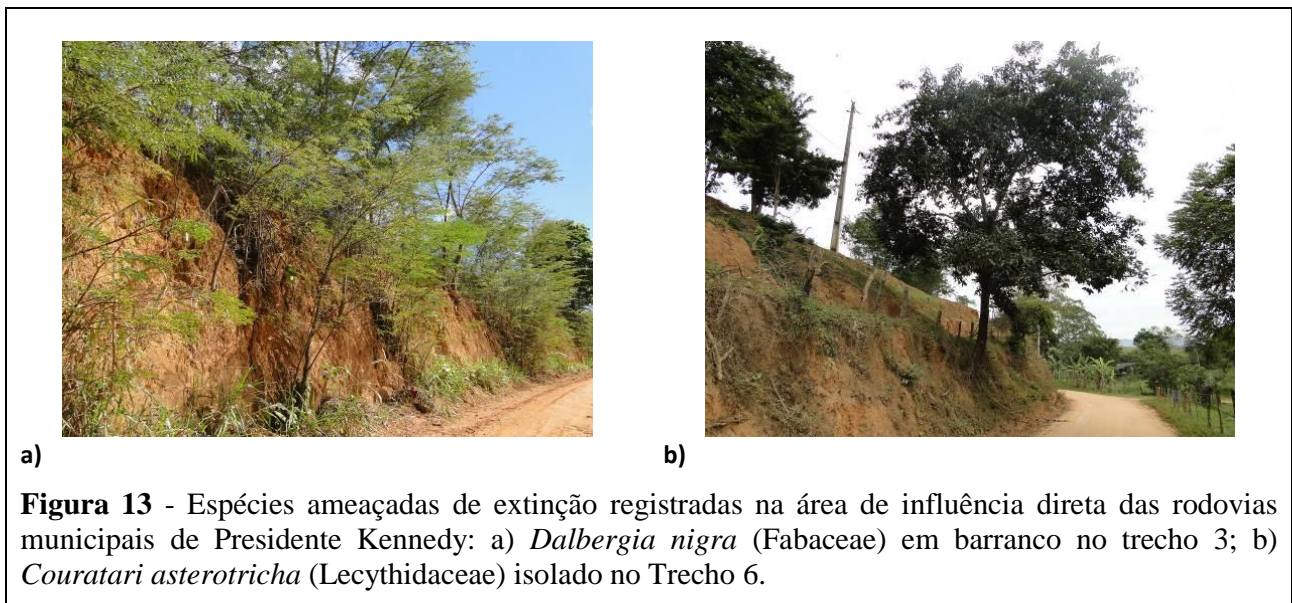 a)
b)
Figura 13 - Espécies ameaçadas de extinção registradas na área de influência direta das rodovias
municipais de Presidente Kennedy: a) Dalbergia nigra (Fabaceae) em barranco no trecho 3; b)
Couratari asterotricha (Lecythidaceae) isolado no Trecho 6.